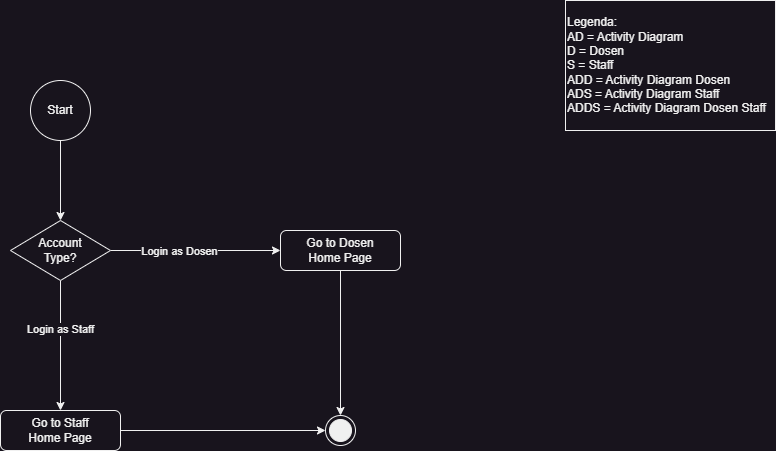 Legenda:
AD = Activity Diagram
D = Dosen
S = Staff
ADD = Activity Diagram Dosen
ADS = Activity Diagram Staff
ADDS = Activity Diagram Dosen Staff
Start
Account
Type?
Login as Dosen
Go to Dosen
Home Page
Login as Staff
Go to Staff
Home Page